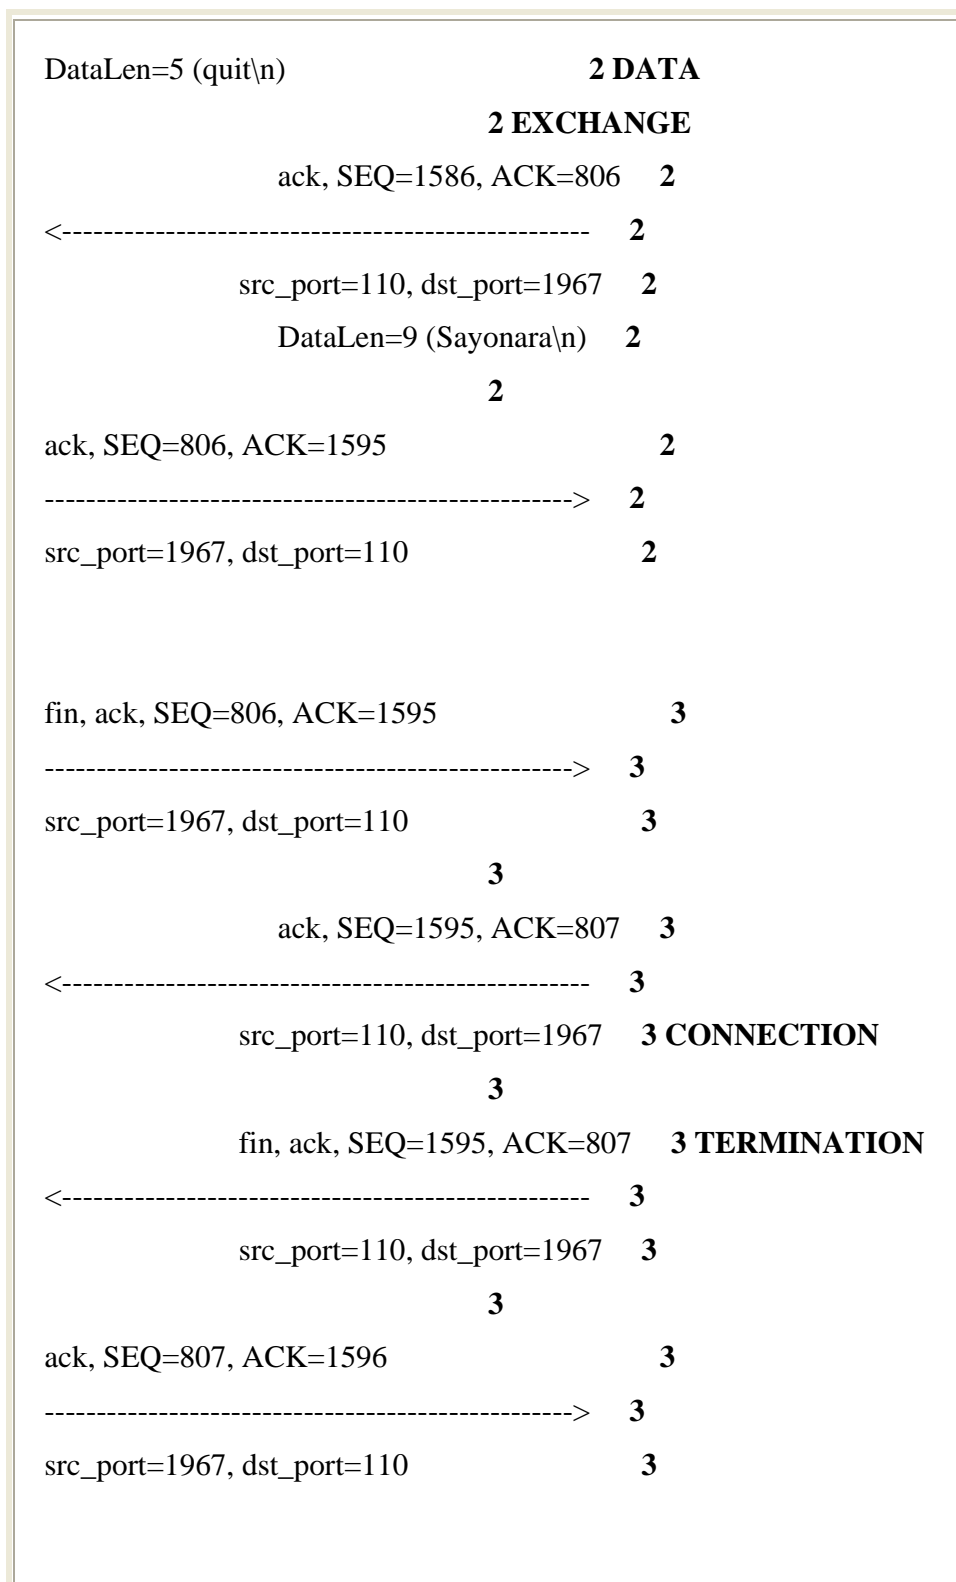 DataLen=5 (quit\n) 2 DATA
2 EXCHANGE
ack, SEQ=1586, ACK=806 2
<--------------------------------------------------- 2
src_port=110, dst_port=1967 2
DataLen=9 (Sayonara\n) 2
2
ack, SEQ=806, ACK=1595 2
---------------------------------------------------> 2
src_port=1967, dst_port=110 2
fin, ack, SEQ=806, ACK=1595 3
---------------------------------------------------> 3
src_port=1967, dst_port=110 3
3
ack, SEQ=1595, ACK=807 3
<--------------------------------------------------- 3
src_port=110, dst_port=1967 3 CONNECTION
3
fin, ack, SEQ=1595, ACK=807 3 TERMINATION
<--------------------------------------------------- 3
src_port=110, dst_port=1967 3
3
ack, SEQ=807, ACK=1596 3
---------------------------------------------------> 3
src_port=1967, dst_port=110 3